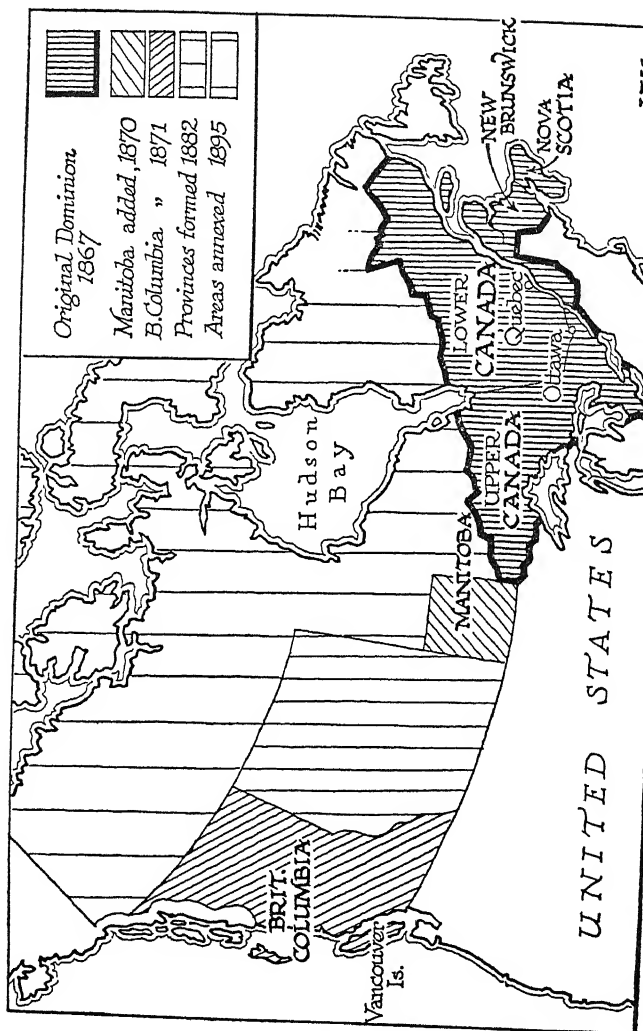 Original Dominion
1867
Manitoba added, 1870
B. Columbia „ 1871
Provinces formed 1882
Areas annexed 1895
Hudson
Bay
MANITOBA
UPPER
CANADA
LOWER
CANADA
Quebec
Ottawa
NEW
BRUNSWICK
NOVA
SCOTIA
BRIT.
COLUMBIA
Vancouver
Is.
UNITED STATES